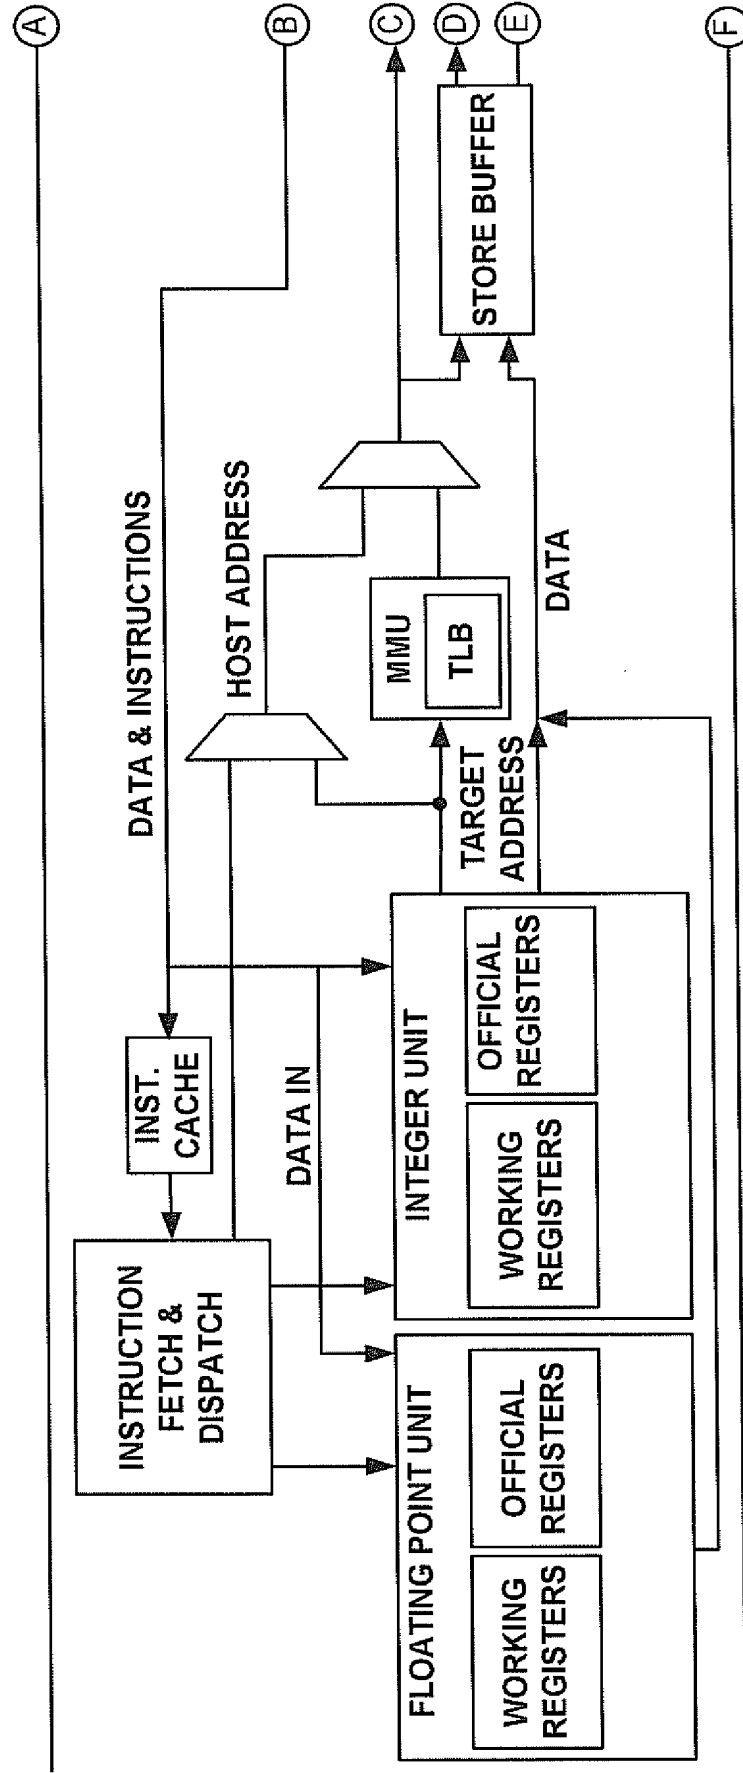 A
B
C
D
E
F
DATA & INSTRUCTIONS
HOST ADDRESS
INST.
CACHE
INSTRUCTION
FETCH &
DISPATCH
DATA IN
MMU
TLB
TARGET
ADDRESS
DATA
STORE BUFFER
FLOATING POINT UNIT
WORKING
REGISTERS
OFFICIAL
REGISTERS
INTEGER UNIT
WORKING
REGISTERS
OFFICIAL
REGISTERS